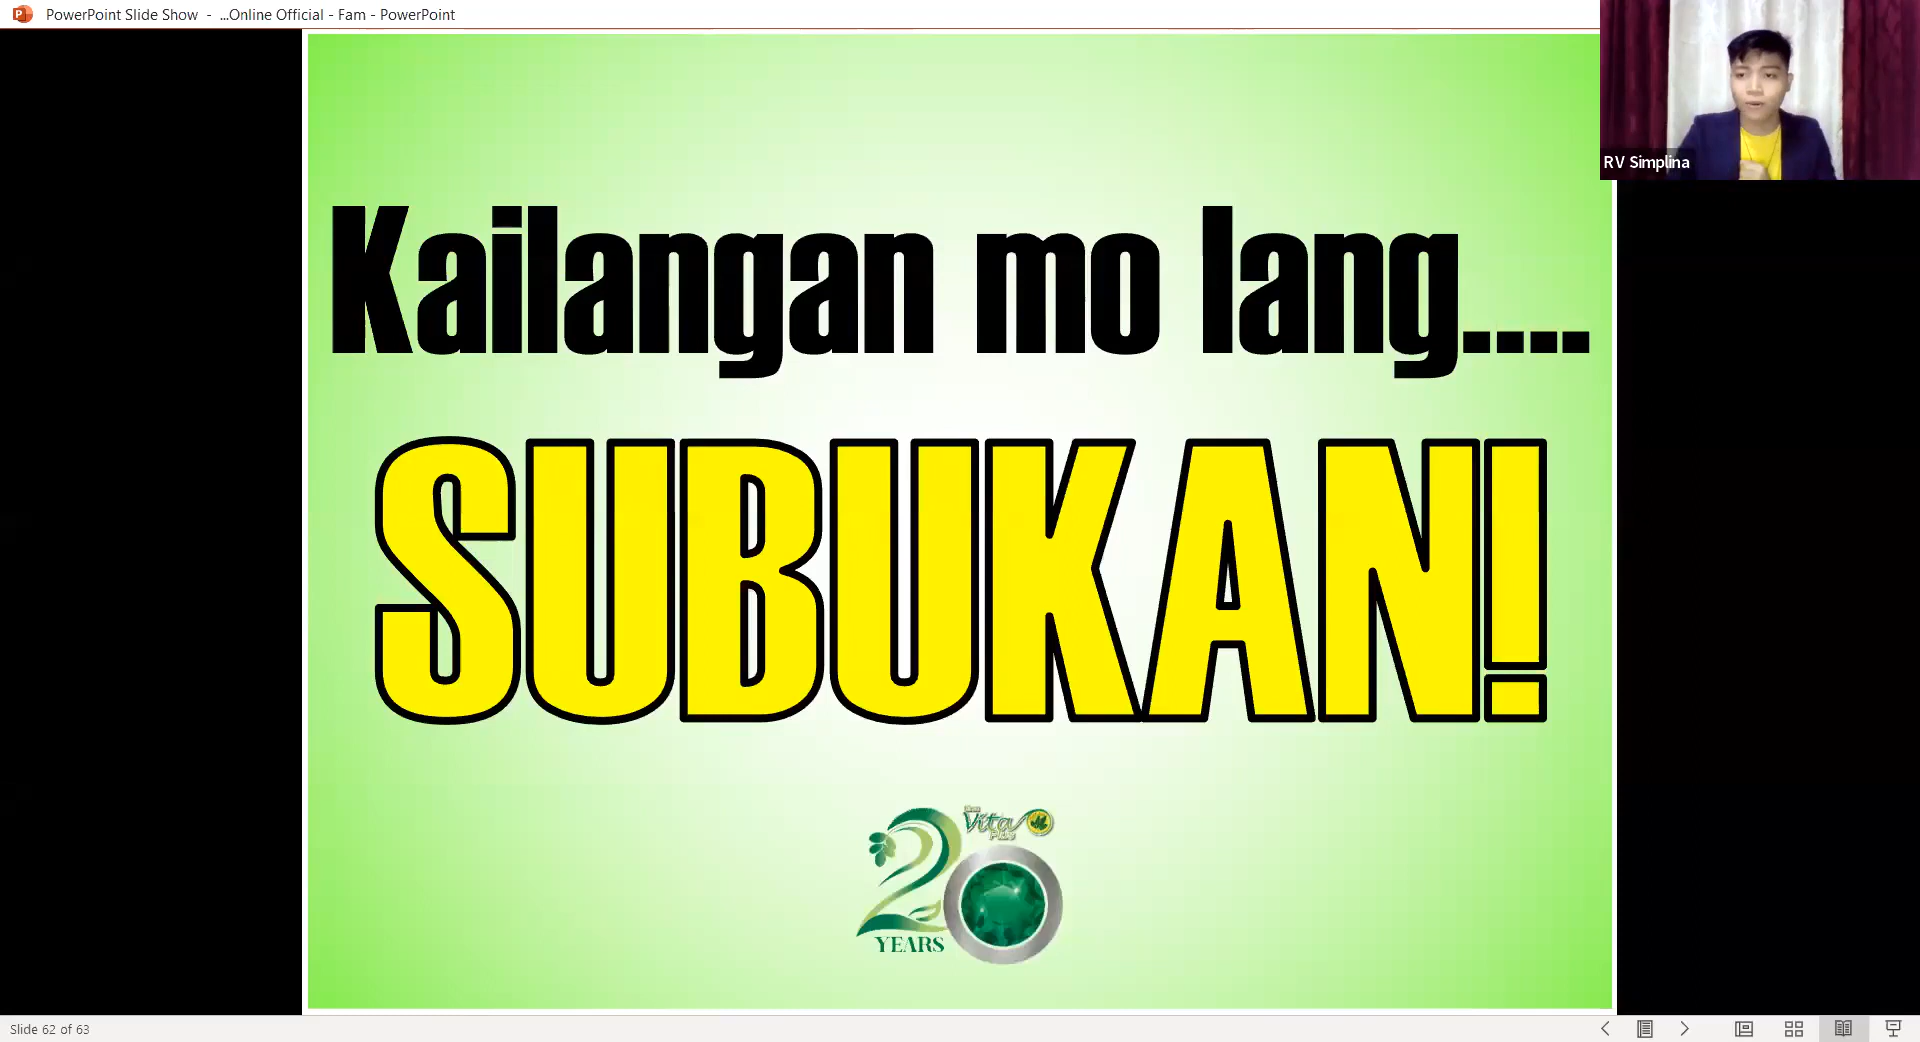 PowerPoint Slide Show - ...Online Official - Fam - PowerPoint
RV Simplina
Kailangan mo lang....
SUBUKAN!
Vita
Plus
20
YEARS
Slide 62 of 63